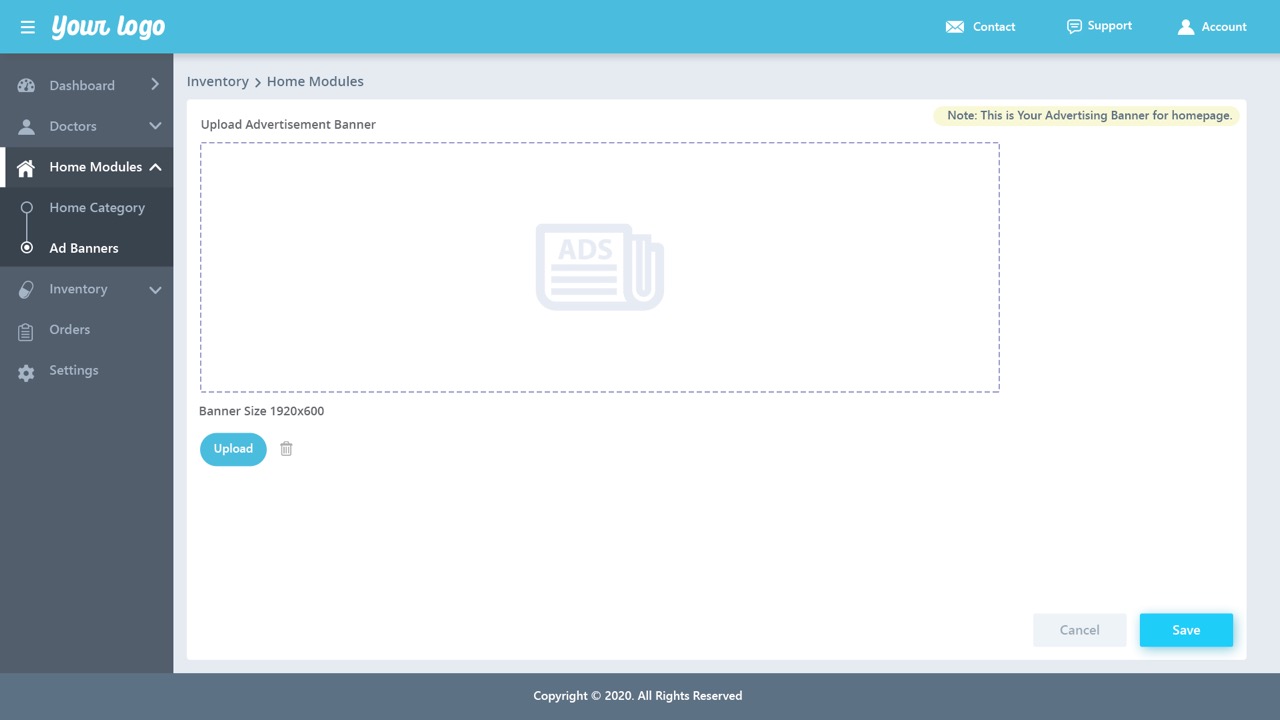 Your logo
Contact
Support
Account
Dashboard
Doctors
Home Modules
Home Category
Ad Banners
Inventory
Orders
Settings
Inventory > Home Modules
Upload Advertisement Banner
Note: This is Your Advertising Banner for homepage.
ADS
Banner Size 1920x600
Upload
Cancel
Save
Copyright © 2020. All Rights Reserved